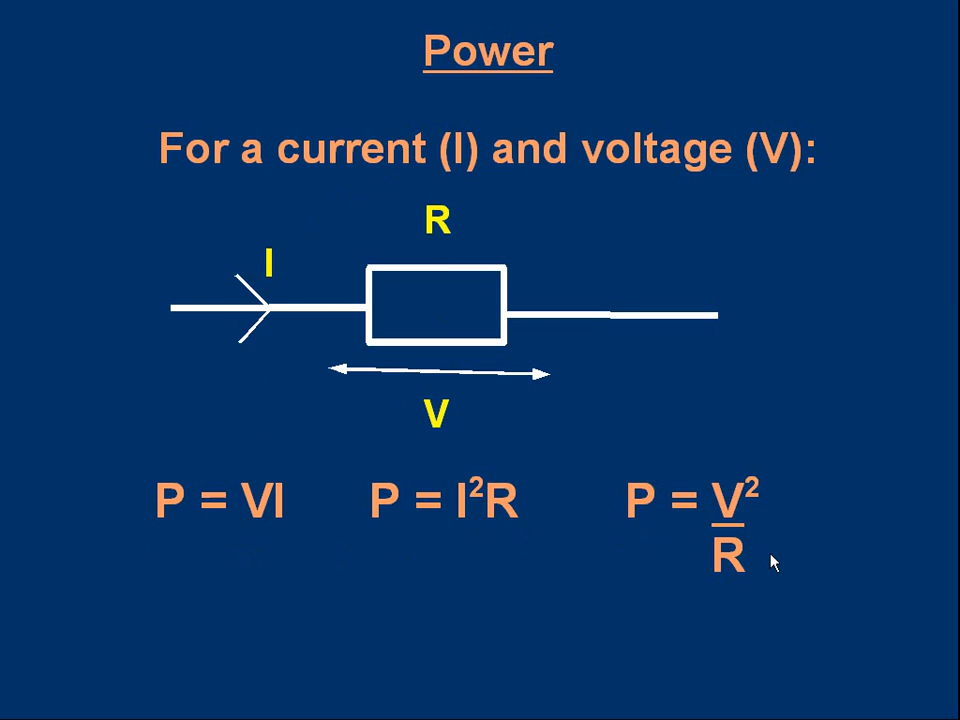 Power
For a current (I) and voltage (V):
R
I
V
P = VI P = I²R P = V²
R